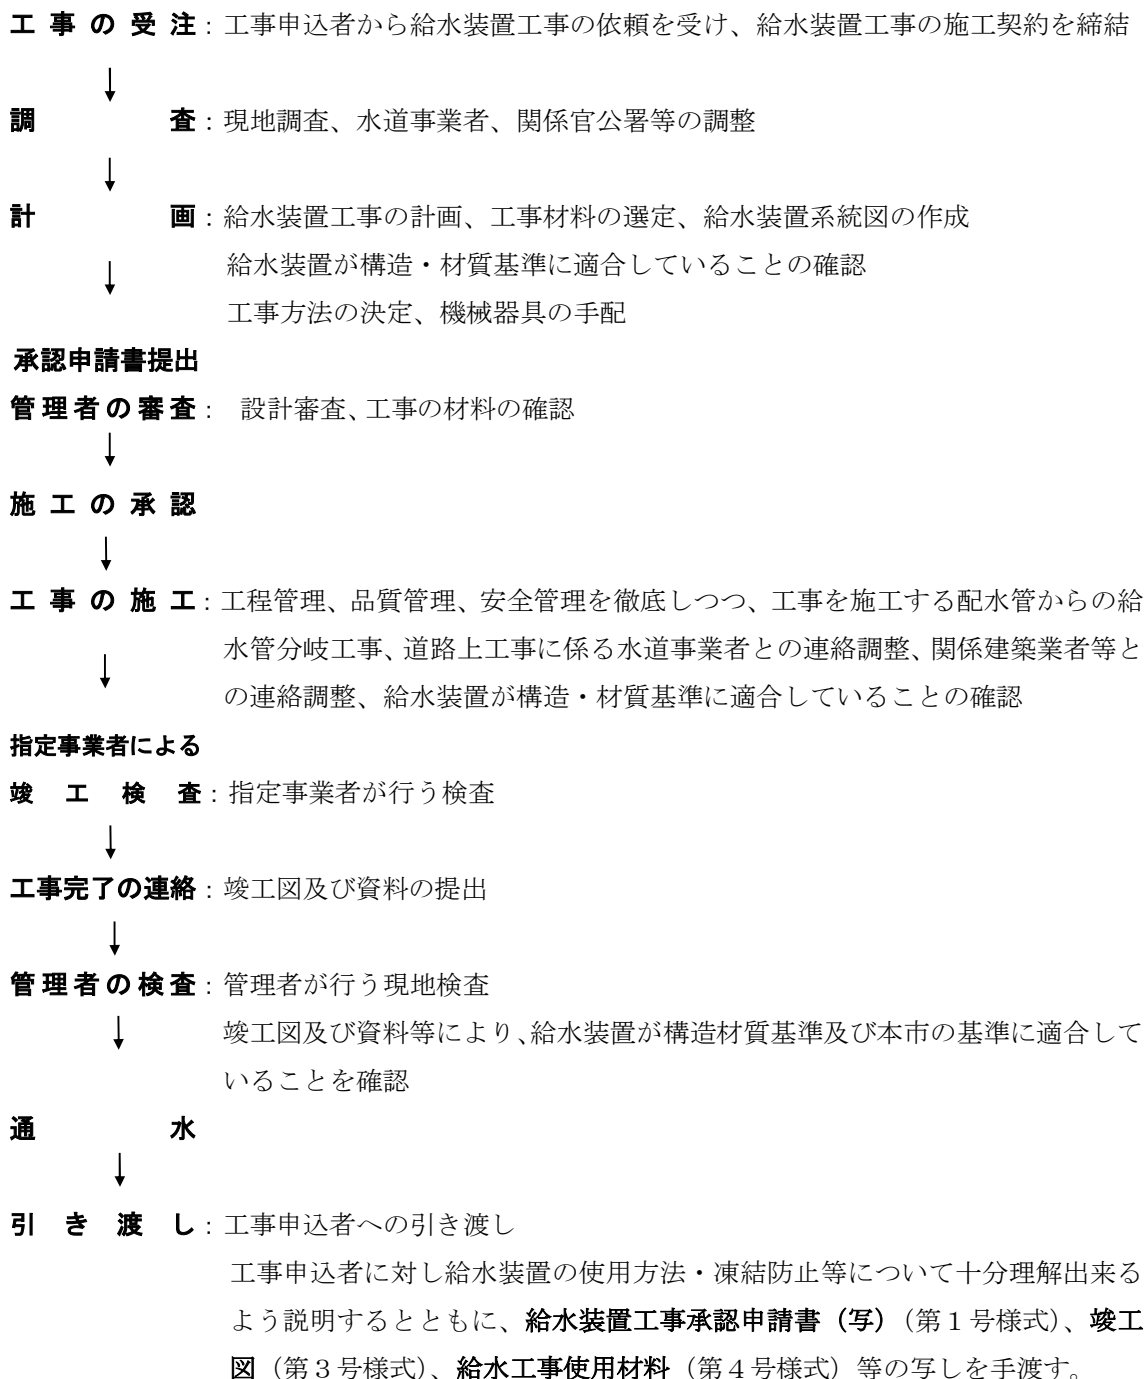 工事の受注：工事申込者から給水装置工事の依頼を受け、給水装置工事の施工契約を締結
↓
調査：現地調査、水道事業者、関係官公署等の調整
↓
計画：給水装置工事の計画、工事材料の選定、給水装置系統図の作成
給水装置が構造・材質基準に適合していることの確認
↓
工事方法の決定、機械器具の手配
承認申請書提出
管理者の審査： 設計審査、工事の材料の確認
↓
施工の承認
↓
工事の施工：工程管理、品質管理、安全管理を徹底しつつ、工事を施工する配水管からの給
水管分岐工事、道路上工事に係る水道事業者との連絡調整、関係建築業者等と
↓
の連絡調整、給水装置が構造・材質基準に適合していることの確認
指定事業者による
竣工検査：指定事業者が行う検査
↓
工事完了の連絡：竣工図及び資料の提出
↓
管理者の検査：管理者が行う現地検査
↓
竣工図及び資料等により、給水装置が構造材質基準及び本市の基準に適合して
いることを確認
通水
↓
引き渡し：工事申込者への引き渡し
工事申込者に対し給水装置の使用方法・凍結防止等について十分理解出来る
よう説明するとともに、給水装置工事承認申請書（写）（第１号様式）、竣工
図（第３号様式）、給水工事使用材料（第４号様式）等の写しを手渡す。